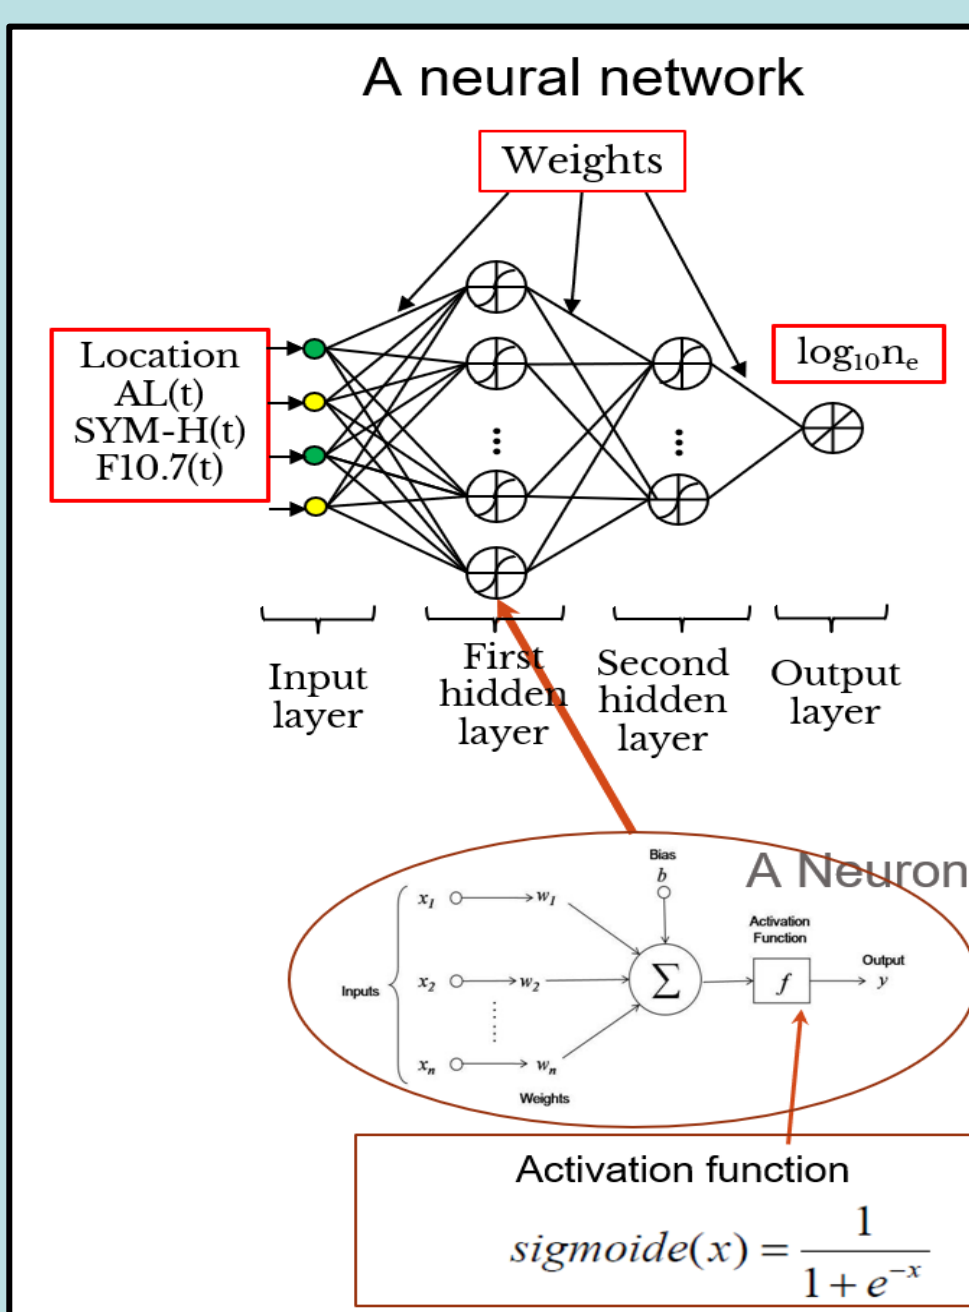 A neural network
Weights
Location
AL(t)
SYM-H(t)
F10.7(t)
log₁₀nₑ
Input
layer
First
hidden
layer
Second
hidden
layer
Output
layer
A Neuron
Bias
b
Activation
Function
Inputs
x₁
w₁
x₂
w₂
xₙ
wₙ
Weights
Σ
f
Output
y
Activation function
sigmoide(x) = 1 / (1 + e⁻ˣ)